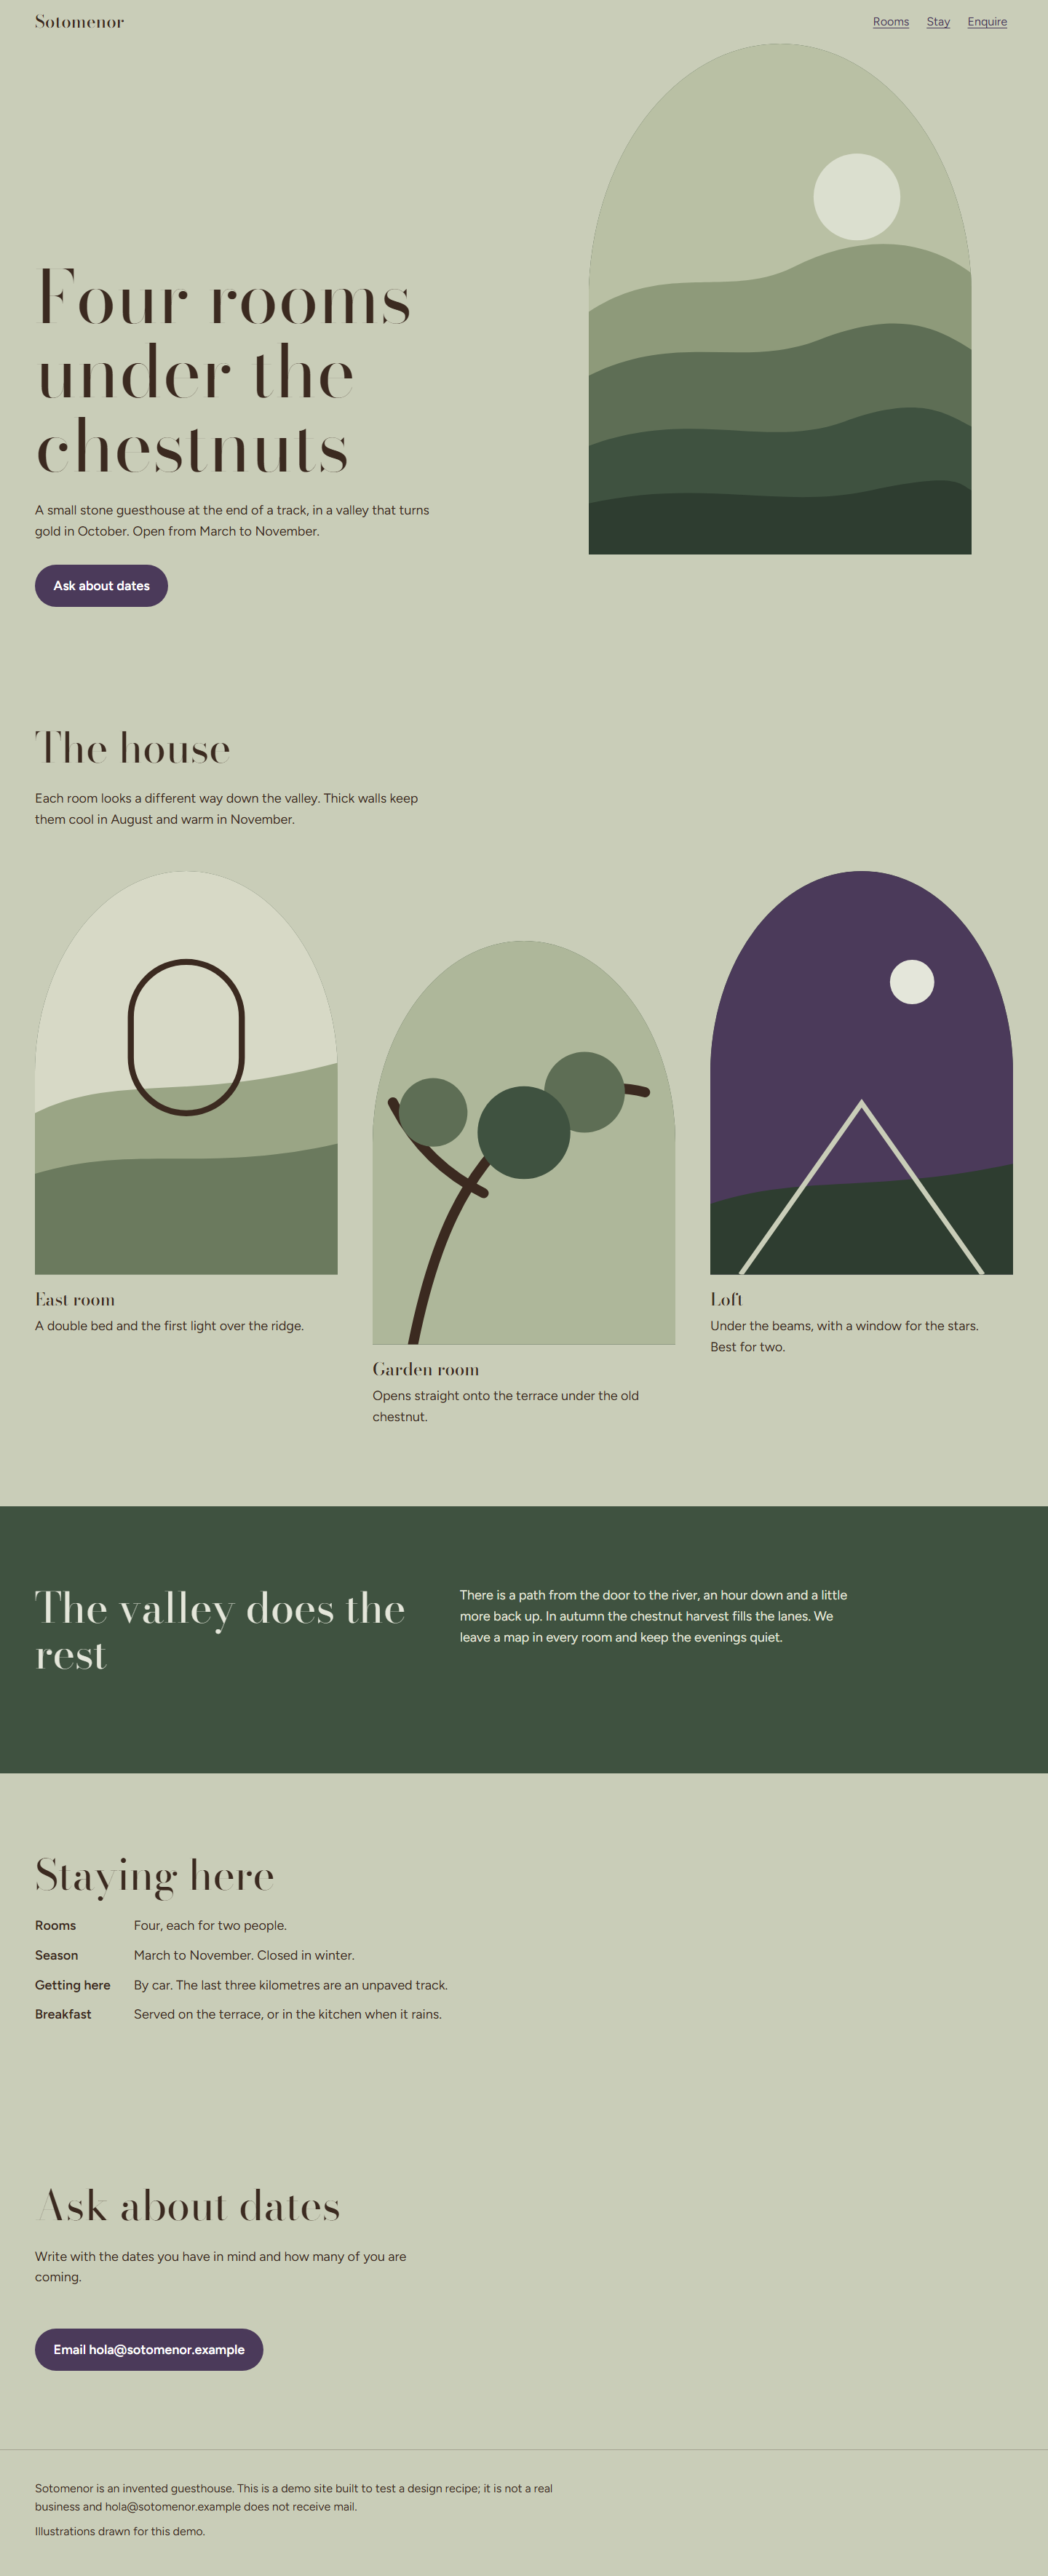 Sotomenor
Rooms Stay Enquire
Four rooms
under the
chestnuts
A small stone guesthouse at the end of a track, in a valley that turns
gold in October. Open from March to November.
Ask about dates
The house
Each room looks a different way down the valley. Thick walls keep
them cool in August and warm in November.
East room
A double bed and the first light over the ridge.
Garden room
Opens straight onto the terrace under the old
chestnut.
Loft
Under the beams, with a window for the stars.
Best for two.
The valley does the
rest
There is a path from the door to the river, an hour down and a little
more back up. In autumn the chestnut harvest fills the lanes. We
leave a map in every room and keep the evenings quiet.
Staying here
Rooms Four, each for two people.
Season March to November. Closed in winter.
Getting here By car. The last three kilometres are an unpaved track.
Breakfast Served on the terrace, or in the kitchen when it rains.
Ask about dates
Write with the dates you have in mind and how many of you are
coming.
Email hola@sotomenor.example
Sotomenor is an invented guesthouse. This is a demo site built to test a design recipe; it is not a real
business and hola@sotomenor.example does not receive mail.
Illustrations drawn for this demo.